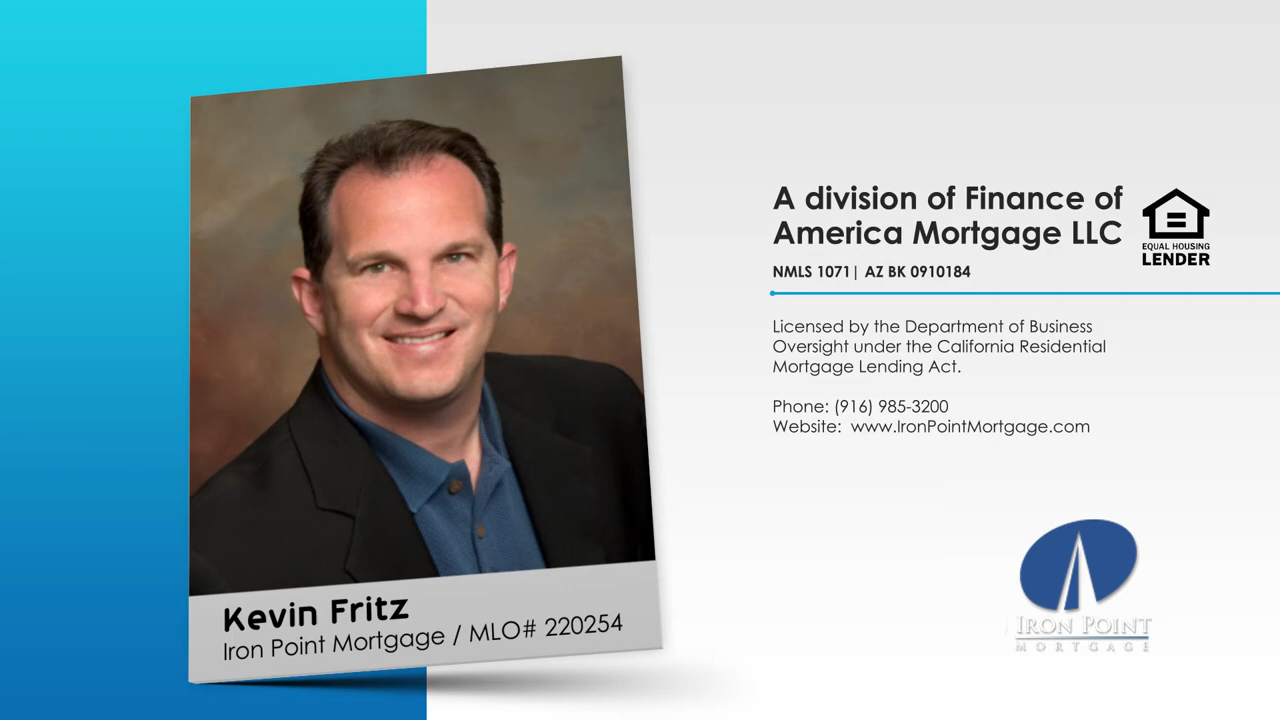 A division of Finance of
America Mortgage LLC
EQUAL HOUSING
LENDER
NMLS 1071| AZ BK 0910184
Licensed by the Department of Business
Oversight under the California Residential
Mortgage Lending Act.
Phone: (916) 985-3200
Website: www.IronPointMortgage.com
Kevin Fritz
Iron Point Mortgage / MLO# 220254
IRON POINT
MORTGAGE